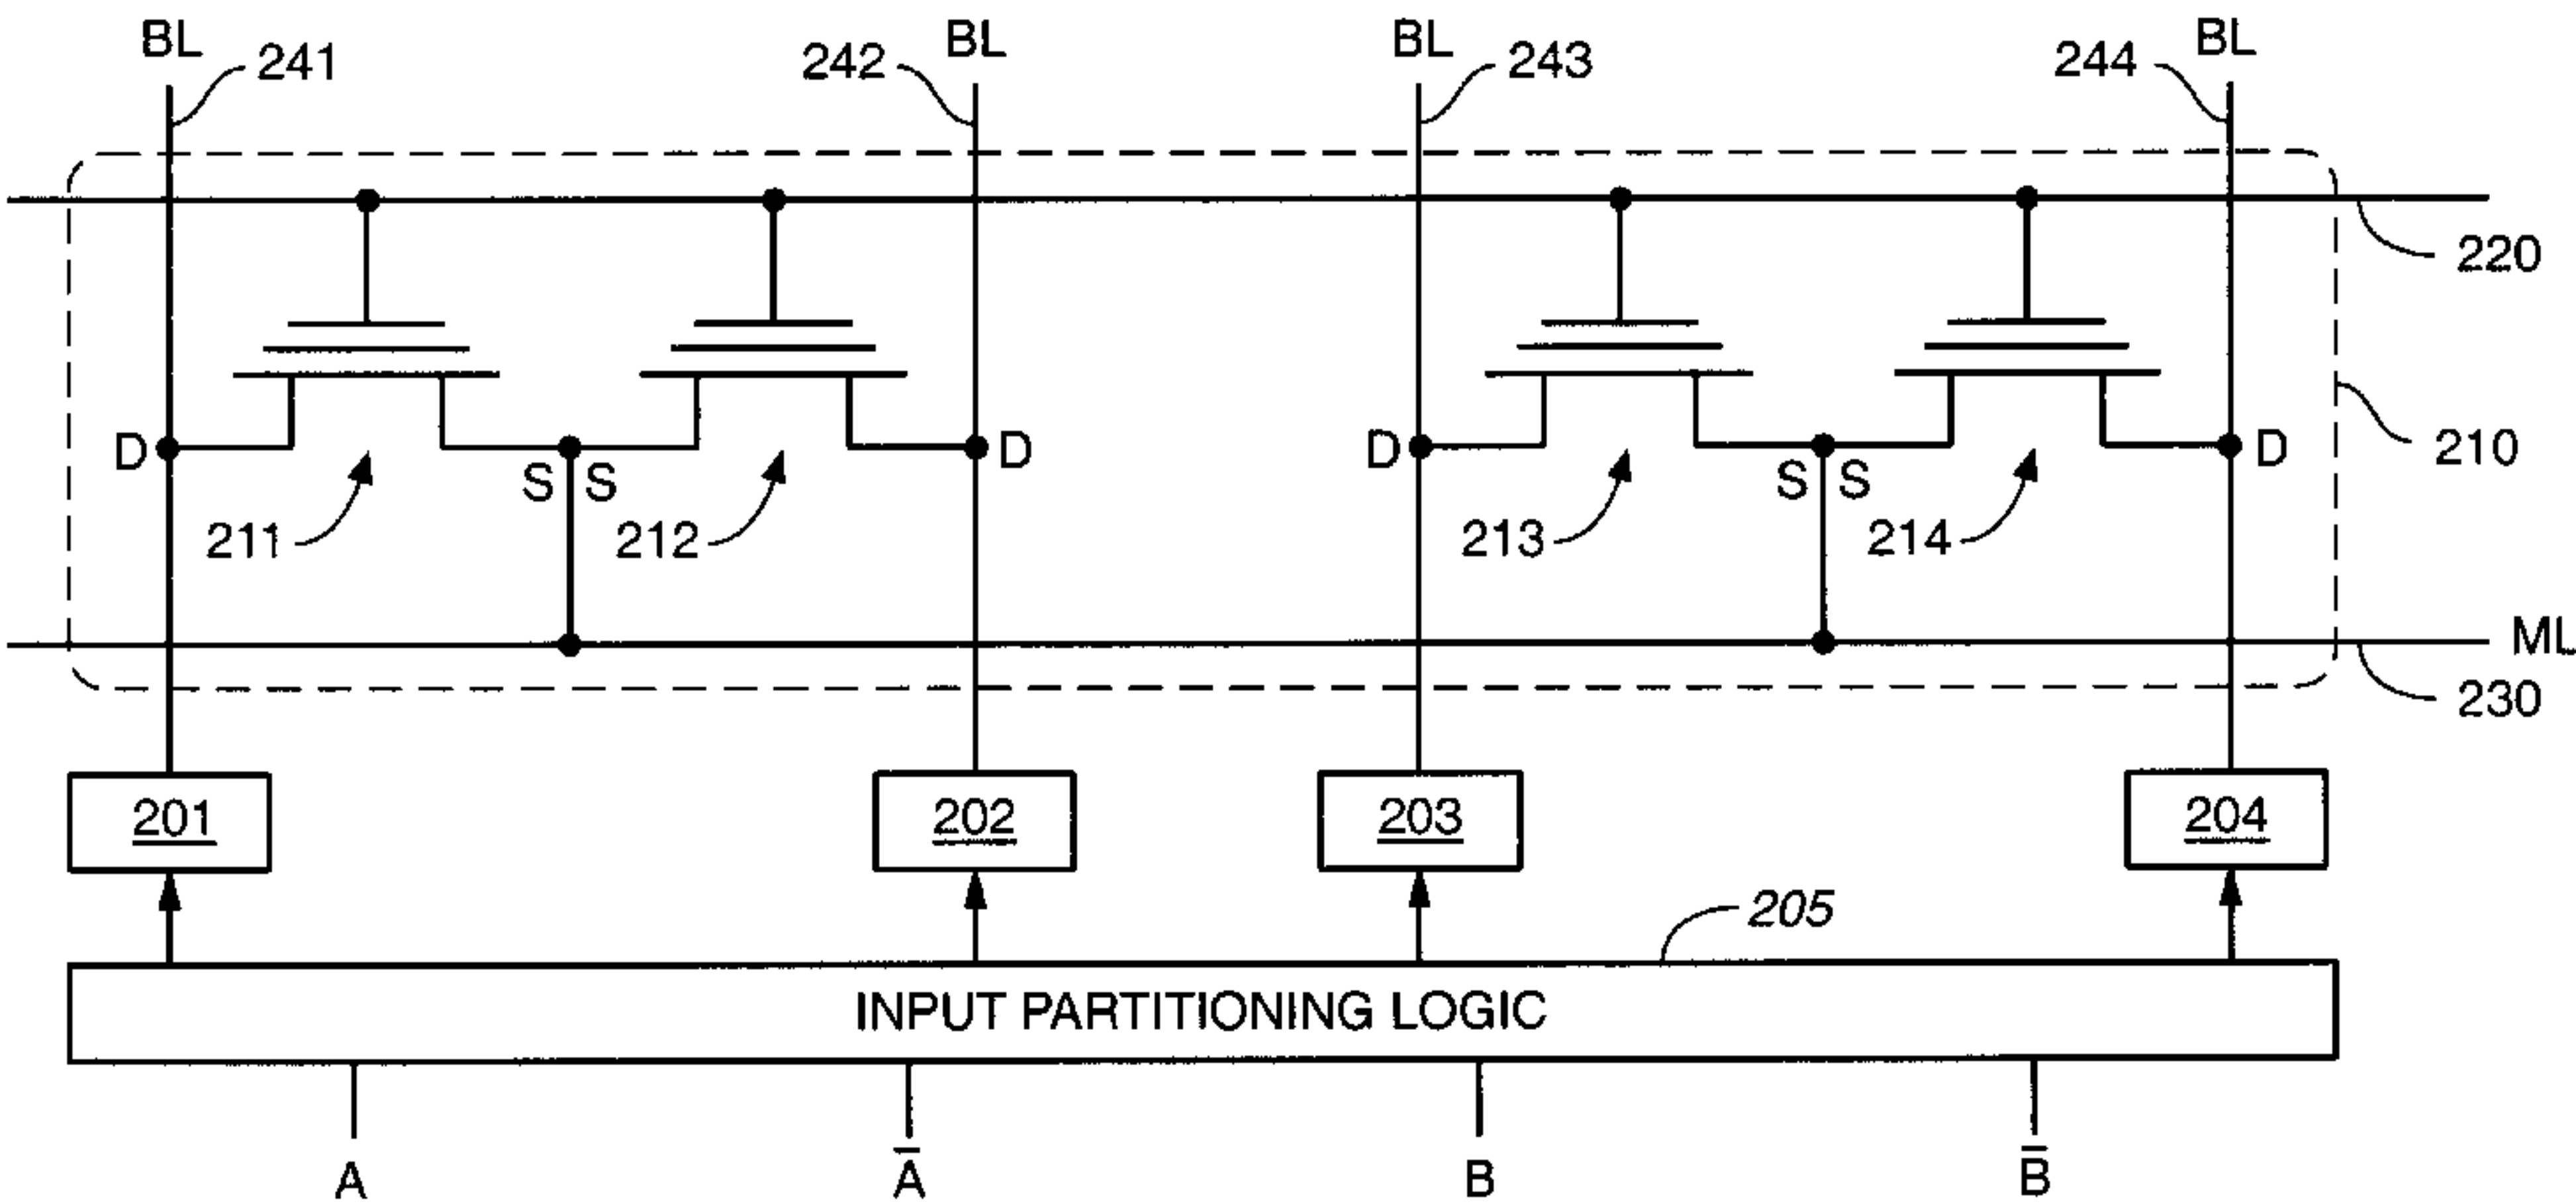 BL 241 BL 242 BL 243 BL 244
220
D D D D 210
S S S S
211 212 213 214
ML
230
201 202 203 204
205
INPUT PARTITIONING LOGIC
A Ā B B̄